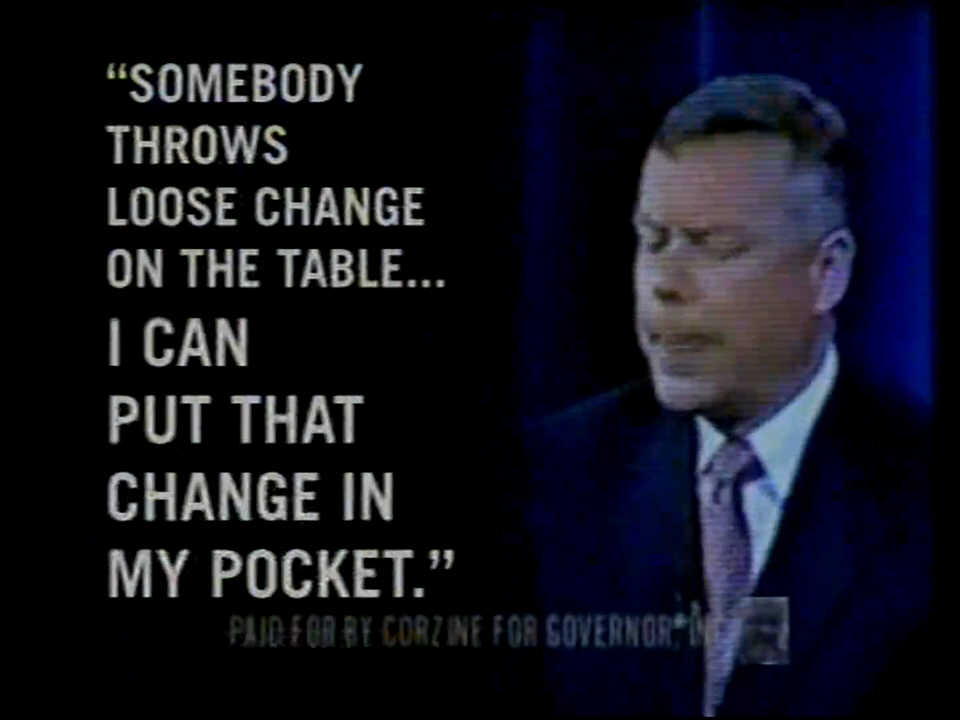 “SOMEBODY
THROWS
LOOSE CHANGE
ON THE TABLE...
I CAN
PUT THAT
CHANGE IN
MY POCKET.”
PAID FOR BY CORZINE FOR GOVERNOR,